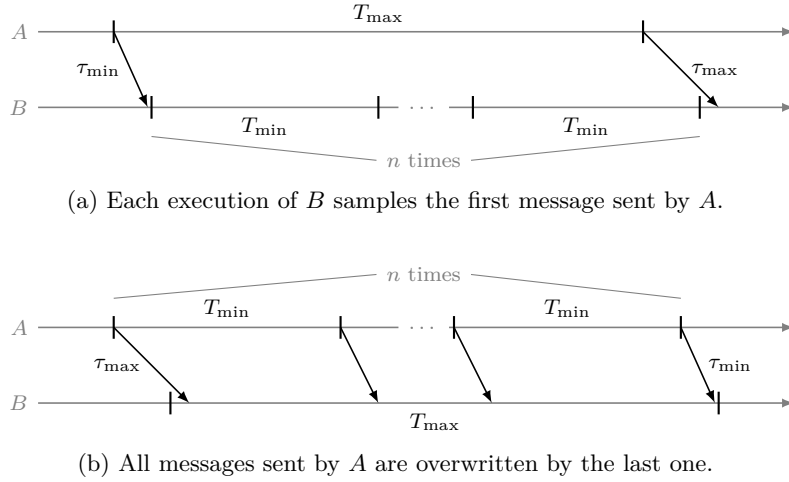 T_max
A
τ_min
τ_max
B
T_min ··· T_min
n times
(a) Each execution of B samples the first message sent by A.
n times
T_min T_min
A ···
τ_max τ_min
B
T_max
(b) All messages sent by A are overwritten by the last one.